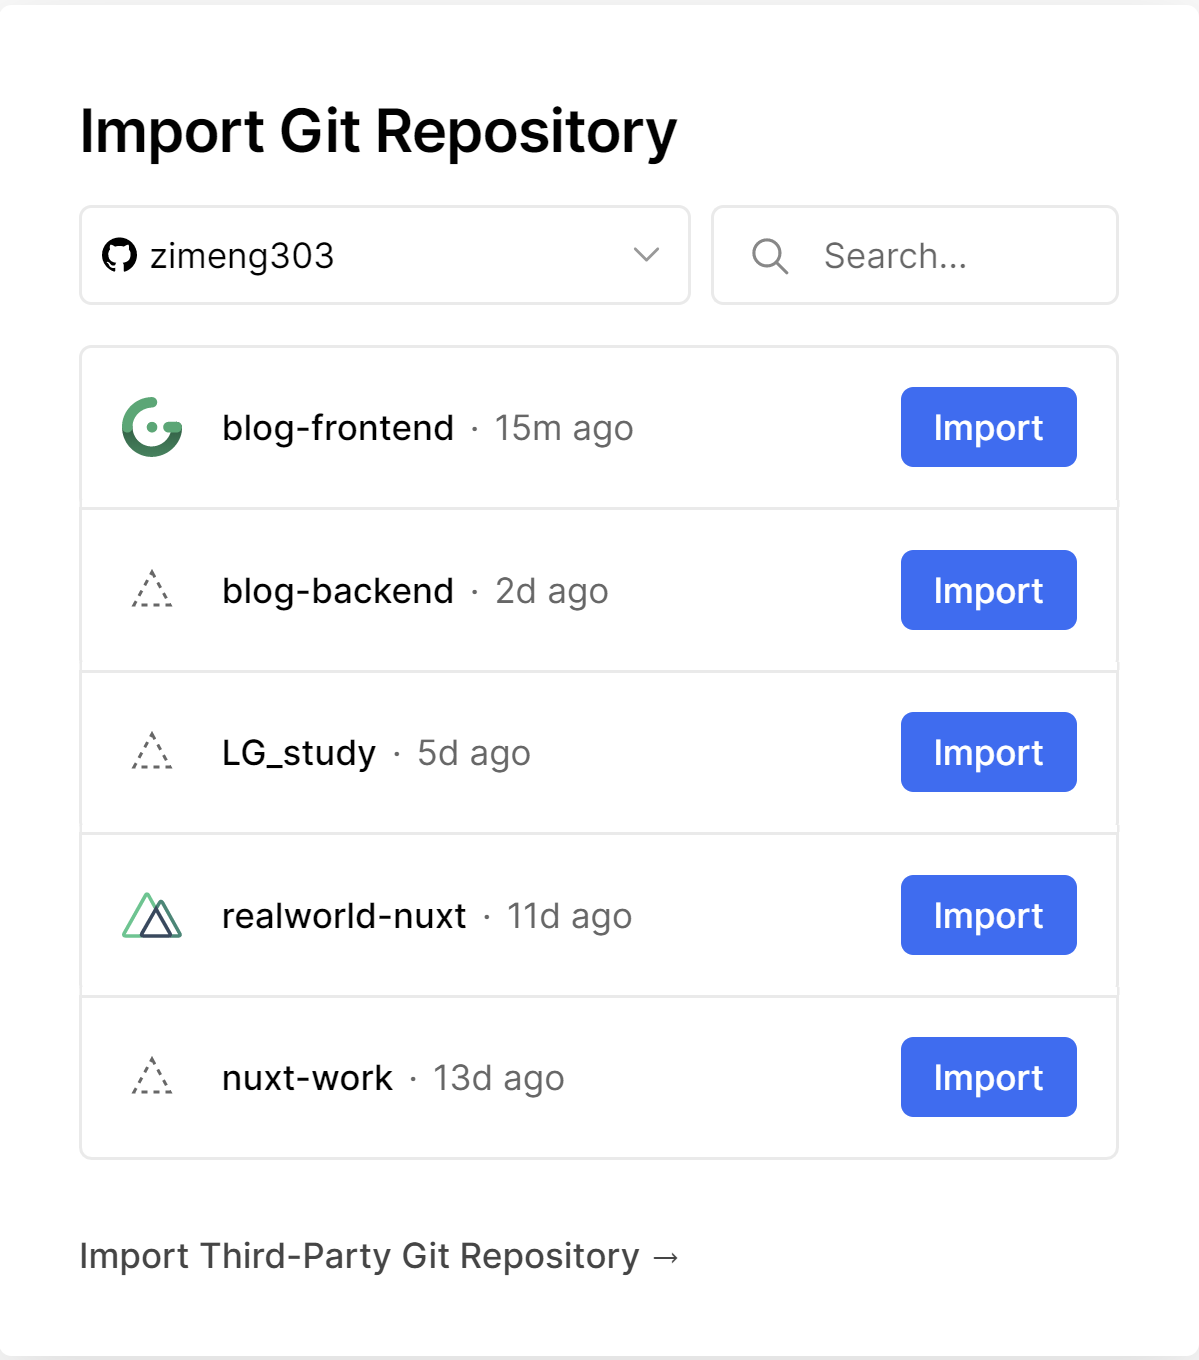 Import Git Repository
zimeng303
Search...
blog-frontend · 15m ago
Import
blog-backend · 2d ago
Import
LG_study · 5d ago
Import
realworld-nuxt · 11d ago
Import
nuxt-work · 13d ago
Import
Import Third-Party Git Repository →